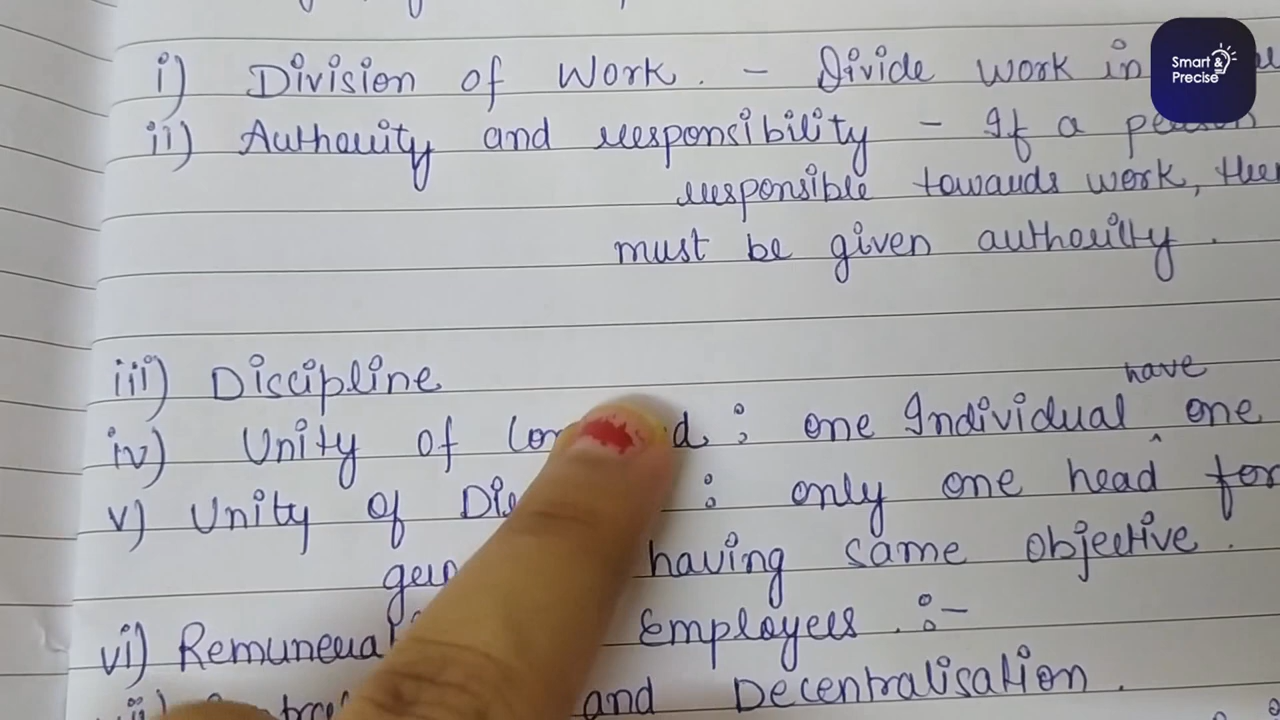 i) Division of Work. - Divide work in
Smart & Precise
ii) Authority and responsibility - If a person
responsible towards work, then
must be given authority.
iii) Discipline
have
iv) Unity of d : one Individual ^ one
v) Unity of : only one head for
having same objective.
vi) Employees :-
and Decentralisation.